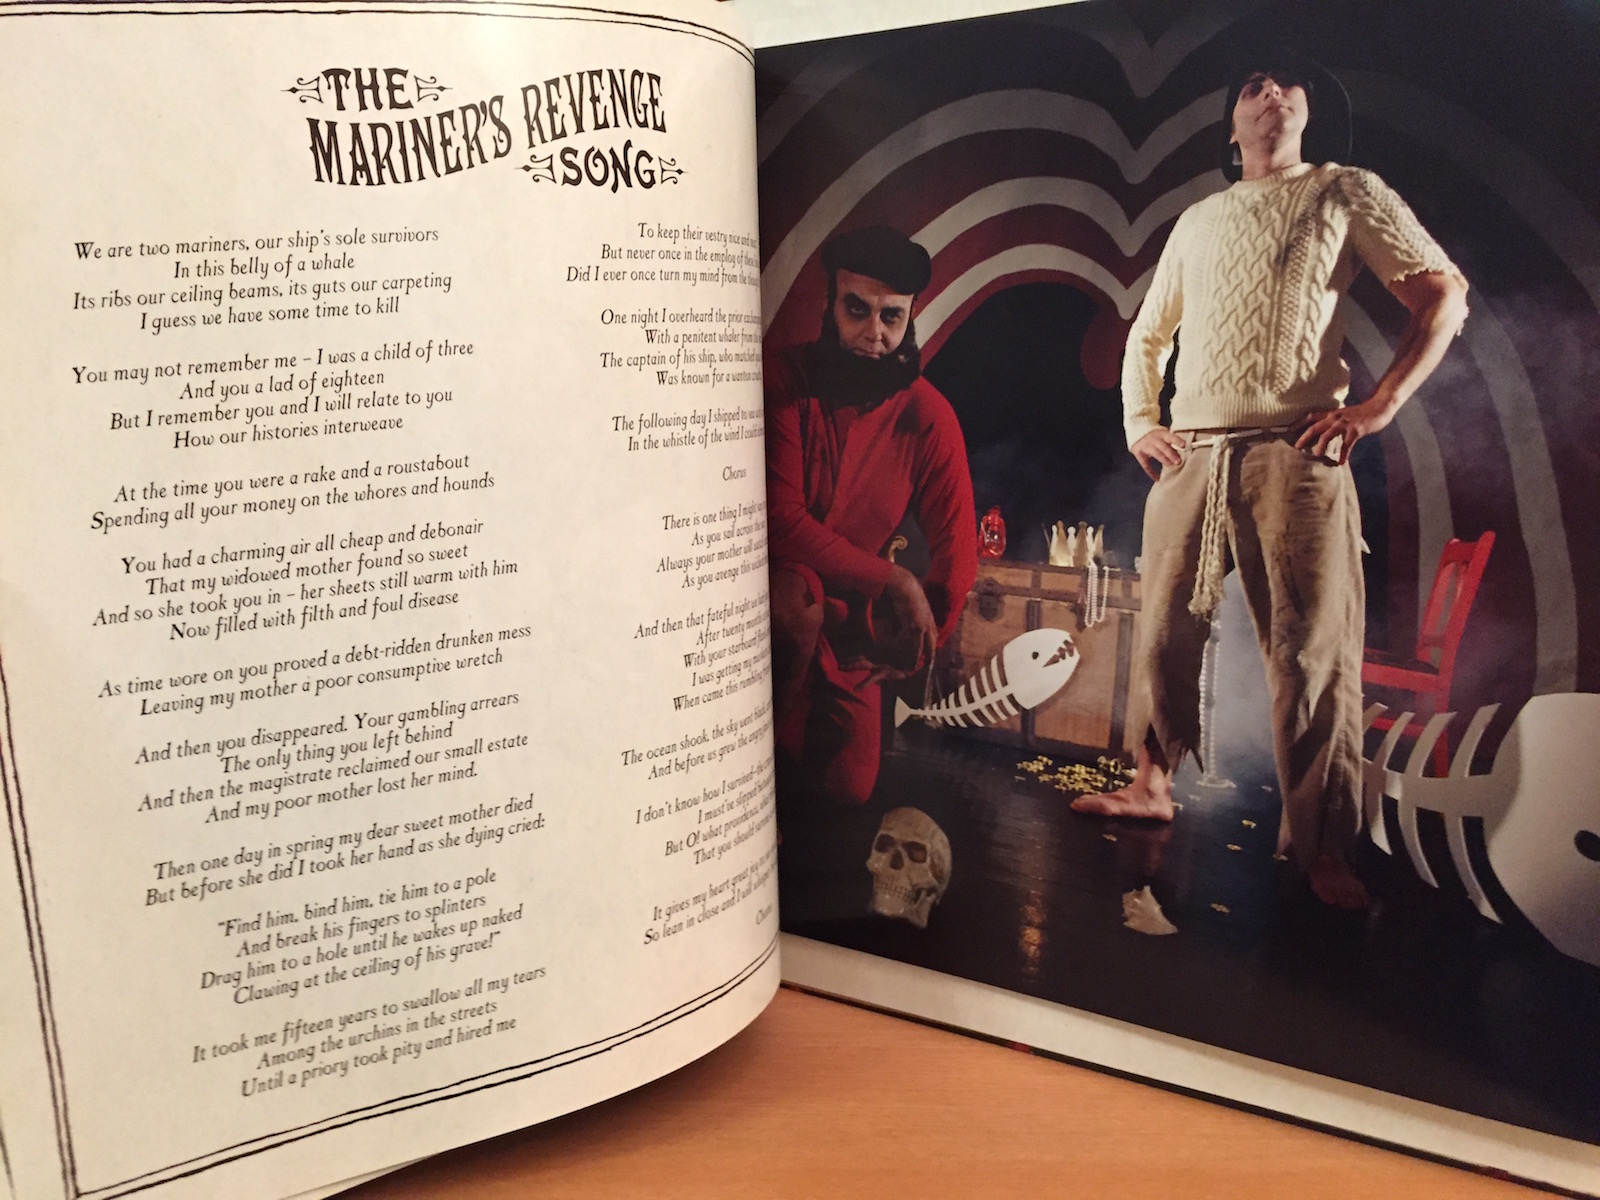 THE
MARINER'S REVENGE
SONG
We are two mariners, our ship's sole survivors
In this belly of a whale
Its ribs our ceiling beams, its guts our carpeting
I guess we have some time to kill
You may not remember me – I was a child of three
And you a lad of eighteen
But I remember you and I will relate to you
How our histories interweave
At the time you were a rake and a roustabout
Spending all your money on the whores and hounds
You had a charming air all cheap and debonair
That my widowed mother found so sweet
And so she took you in – her sheets still warm with him
Now filled with filth and foul disease
As time wore on you proved a debt-ridden drunken mess
Leaving my mother a poor consumptive wretch
And then you disappeared. Your gambling arrears
The only thing you left behind
And then the magistrate reclaimed our small estate
And my poor mother lost her mind.
Then one day in spring my dear sweet mother died
But before she did I took her hand as she dying cried:
"Find him, bind him, tie him to a pole
And break his fingers to splinters
Drag him to a hole until he wakes up naked
Clawing at the ceiling of his grave!"
It took me fifteen years to swallow all my tears
Among the urchins in the streets
Until a priory took pity and hired me
To keep their vestry nice and
But never once in the employ of these
Did I ever once turn my mind from the
One night I overheard the prior
With a penitent whaler from
The captain of his ship, who matched
Was known for a wanton
The following day I shipped to sea
In the whistle of the wind I could
Chorus
There is one thing I might
As you sail across the
Always your mother will
As you avenge this
And then that fateful night we
After twenty months
With your starboard
I was getting my
When came this rumbling
The ocean shook, the sky went black,
And before us grew the angry
I don't know how I survived–the
I must've slipped
But O! what providence, what
That you should survive
It gives my heart great joy to
So lean in close and I will whisper